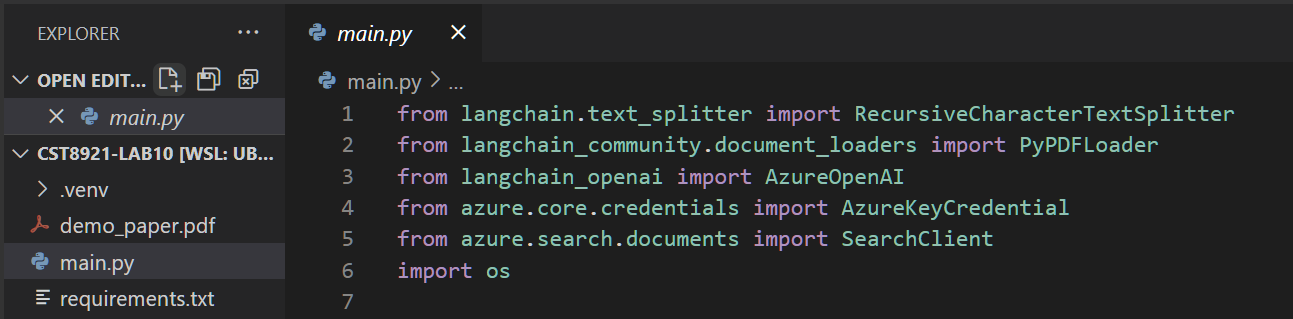 EXPLORER
OPEN EDIT...
main.py
CST8921-LAB10 [WSL: UB...
.venv
demo_paper.pdf
main.py
requirements.txt
main.py
main.py > ...
1 from langchain.text_splitter import RecursiveCharacterTextSplitter
2 from langchain_community.document_loaders import PyPDFLoader
3 from langchain_openai import AzureOpenAI
4 from azure.core.credentials import AzureKeyCredential
5 from azure.search.documents import SearchClient
6 import os
7